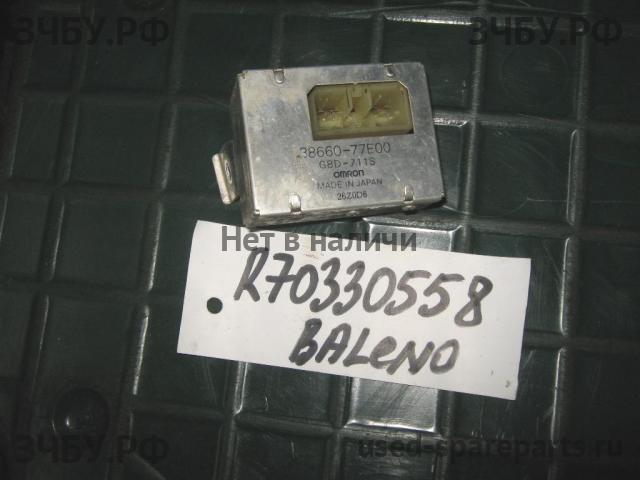 ЗЧБУ.РФ
ЗЧБУ.РФ
38660-77E00
G8D-711S
OMRON
MADE IN JAPAN
26Z0D6
Нет в наличи
R70330558
BALENO
ЗЧБУ.РФ
used-spareparts.ru